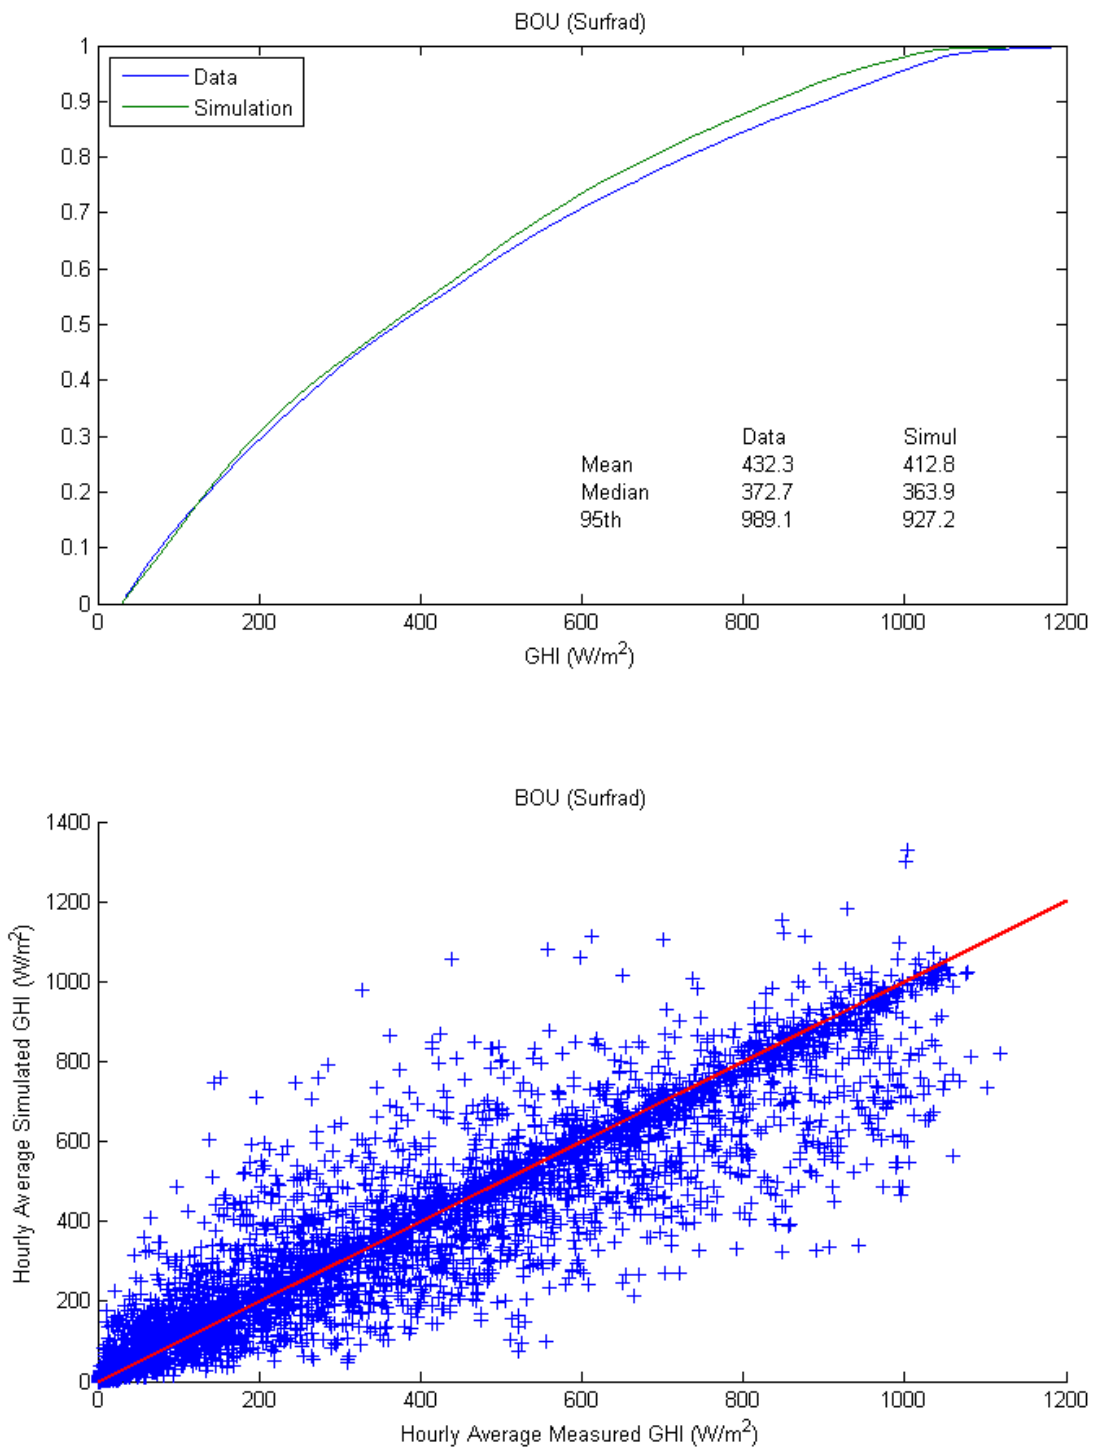 BOU (Surfrad)
1
0.9
0.8
0.7
0.6
0.5
0.4
0.3
0.2
0.1
0
Data
Simulation
Data Simul
Mean 432.3 412.8
Median 372.7 363.9
95th 989.1 927.2
0 200 400 600 800 1000 1200
GHI (W/m²)
BOU (Surfrad)
Hourly Average Simulated GHI (W/m²)
1400
1200
1000
800
600
400
200
0
0 200 400 600 800 1000 1200
Hourly Average Measured GHI (W/m²)